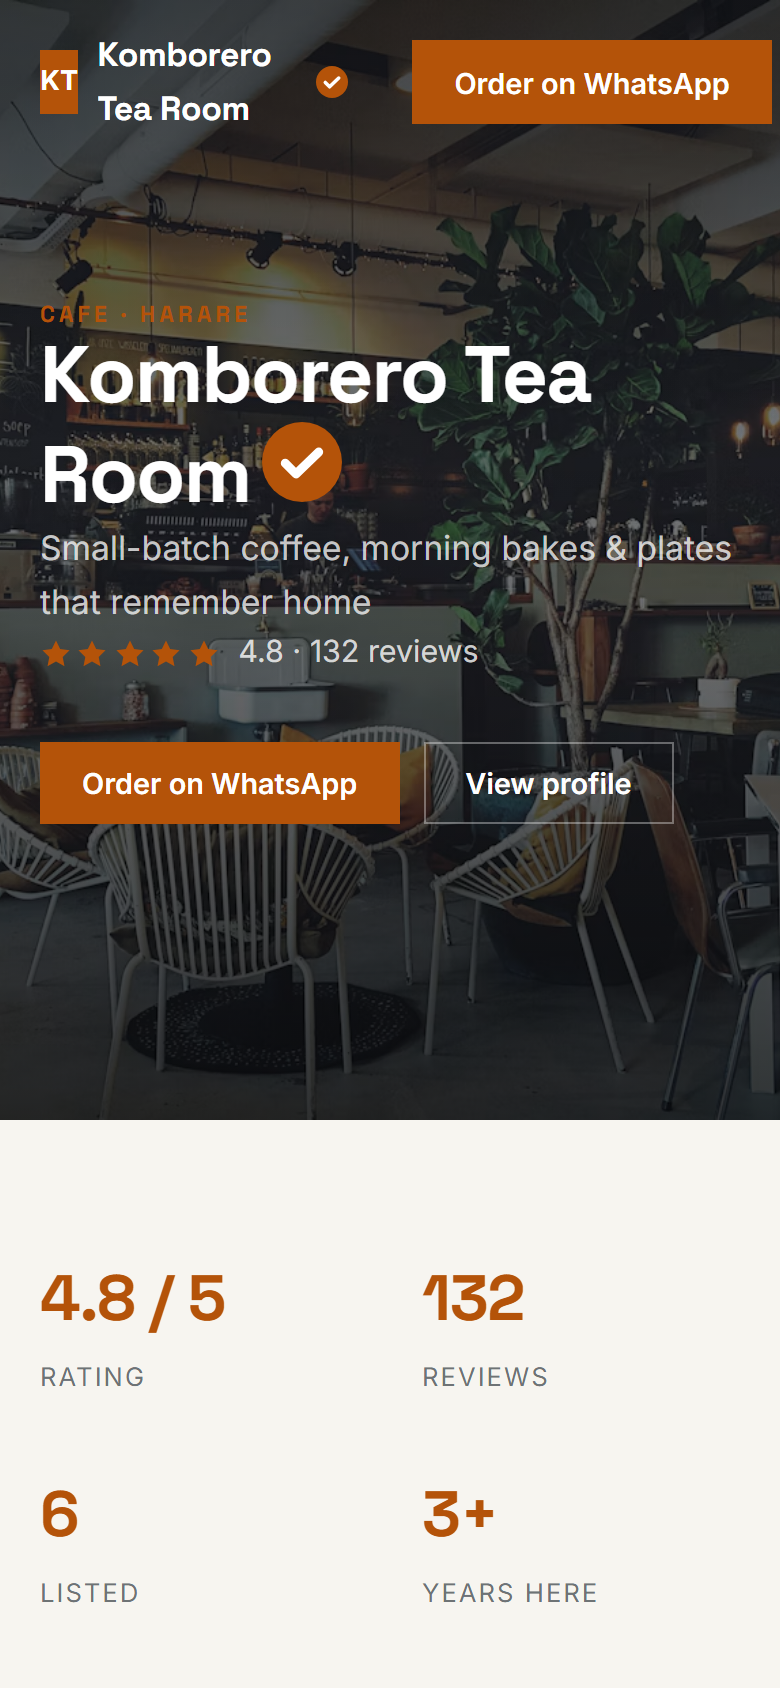 KT
Komborero
Tea Room
Order on WhatsApp
CAFE · HARARE
Komborero Tea
Room
Small-batch coffee, morning bakes & plates
that remember home
4.8 · 132 reviews
Order on WhatsApp
View profile
4.8 / 5
132
RATING
REVIEWS
6
3+
LISTED
YEARS HERE